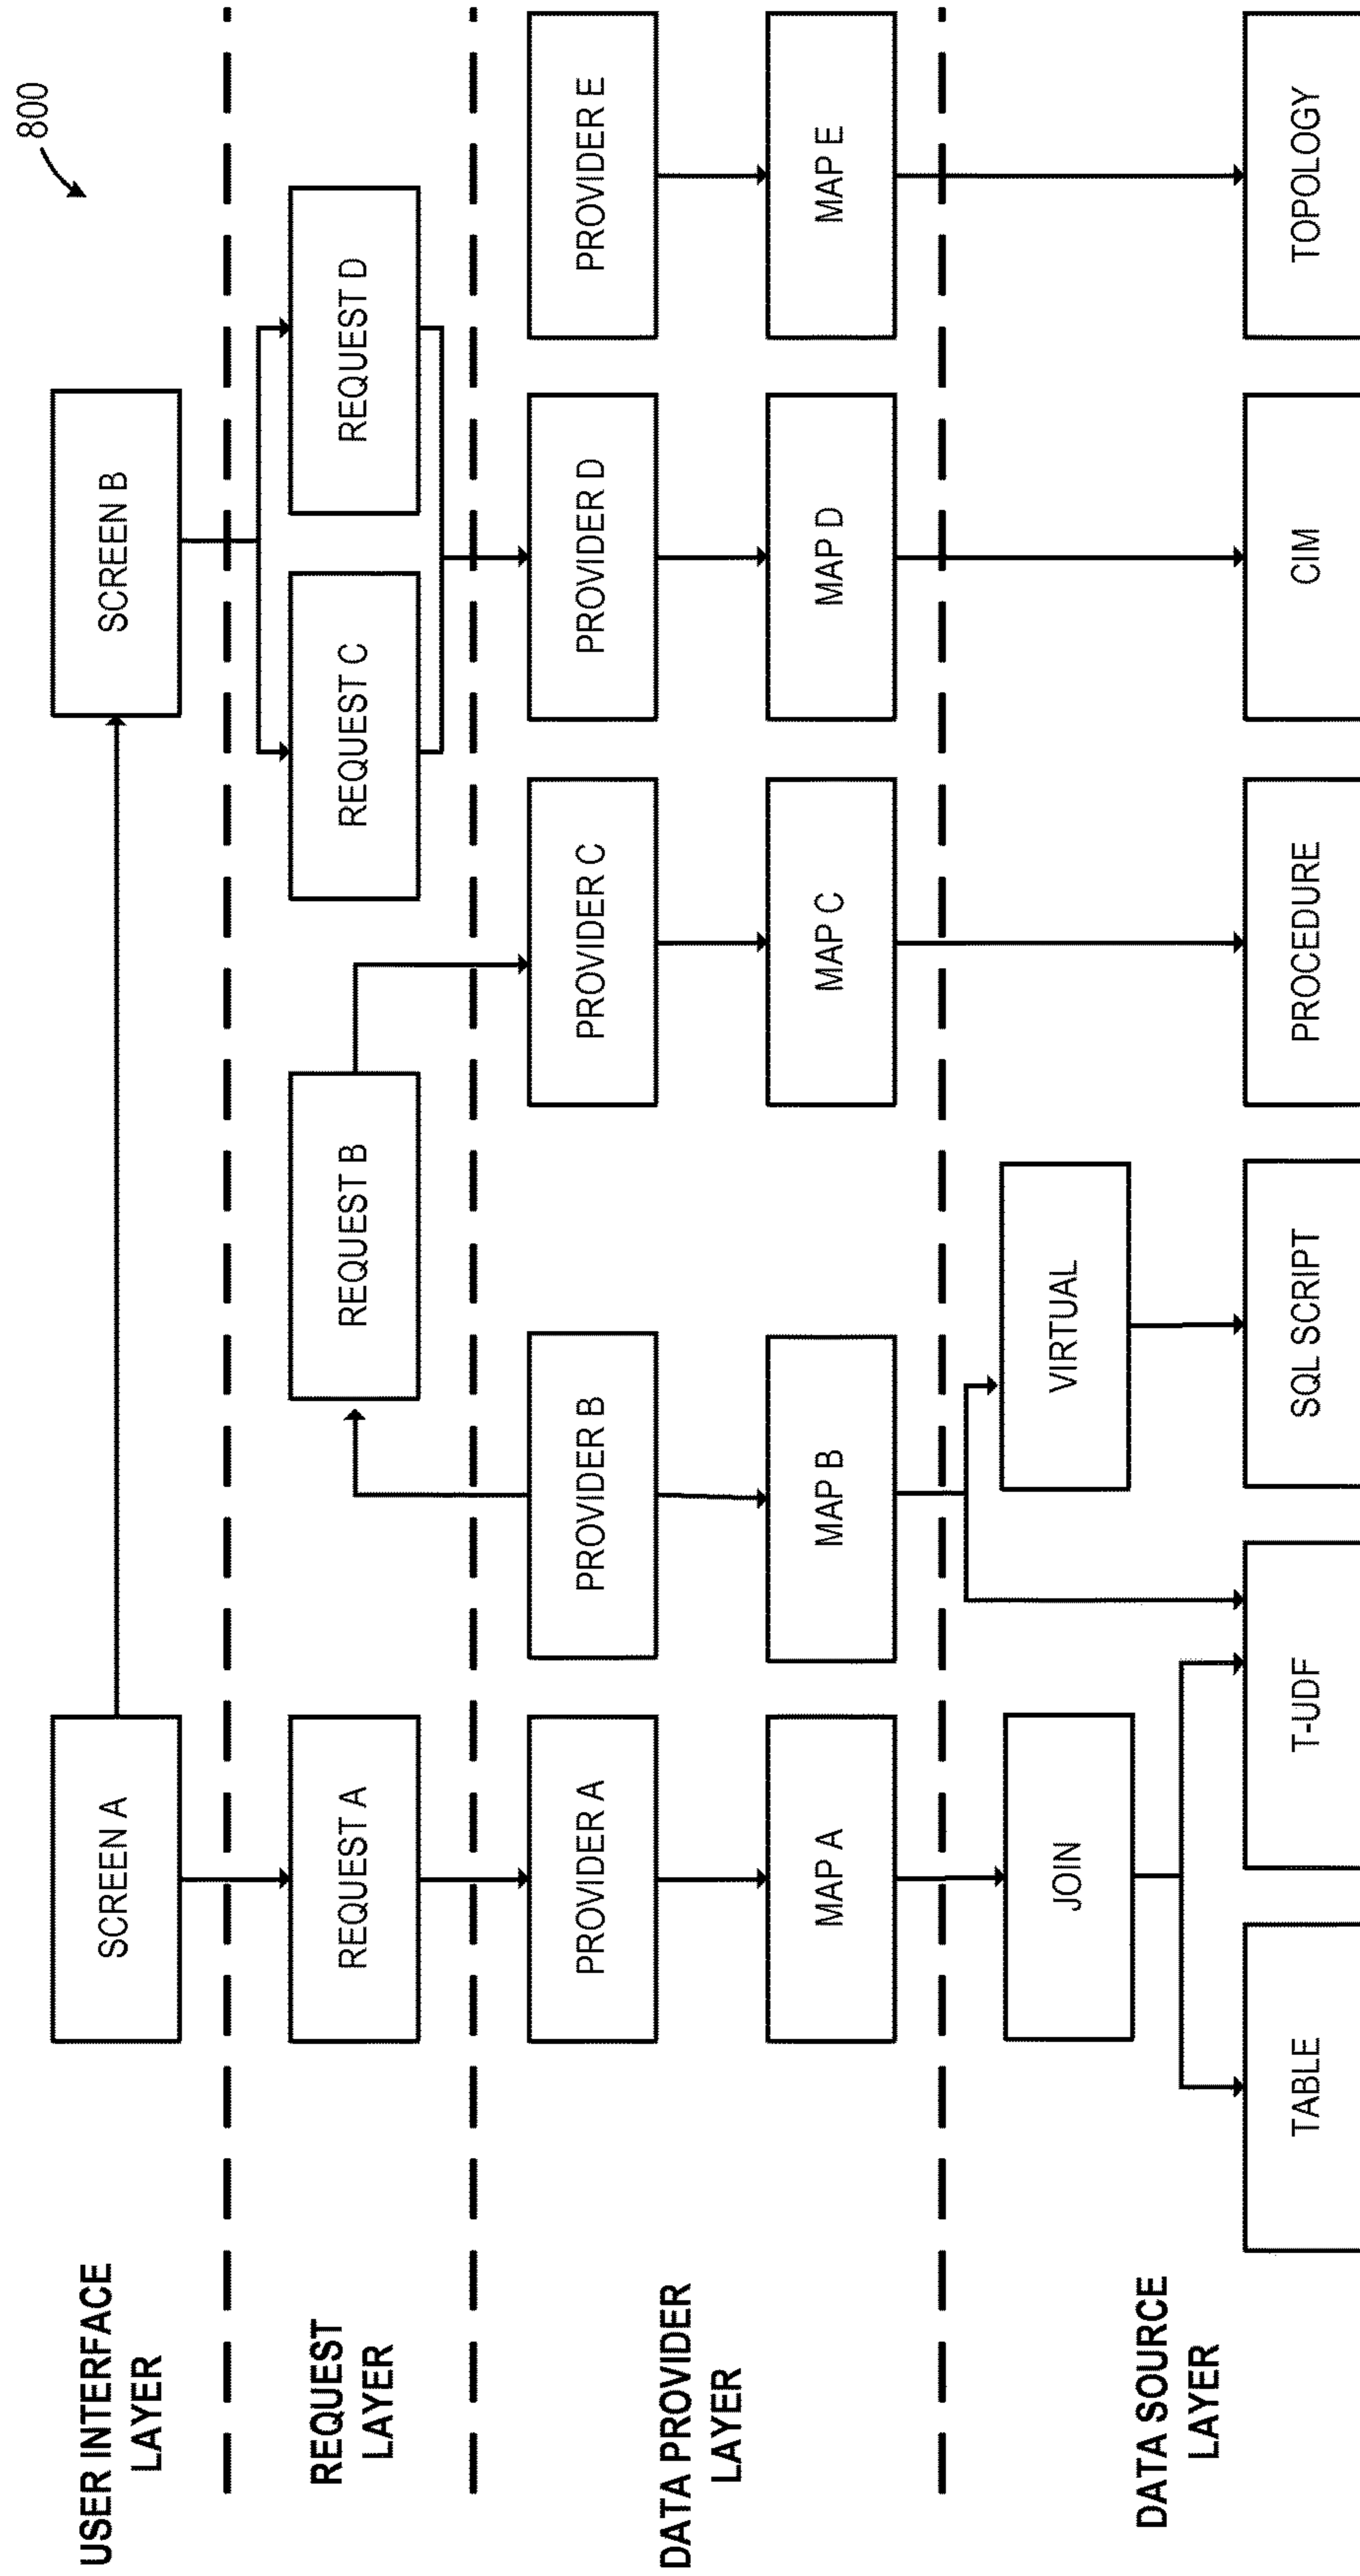 800
USER INTERFACE
LAYER
SCREEN A
SCREEN B
REQUEST
LAYER
REQUEST A
REQUEST B
REQUEST C
REQUEST D
DATA PROVIDER
LAYER
PROVIDER A
PROVIDER B
PROVIDER C
PROVIDER D
PROVIDER E
MAP A
MAP B
MAP C
MAP D
MAP E
DATA SOURCE
LAYER
JOIN
VIRTUAL
TABLE
T-UDF
SQL SCRIPT
PROCEDURE
CIM
TOPOLOGY